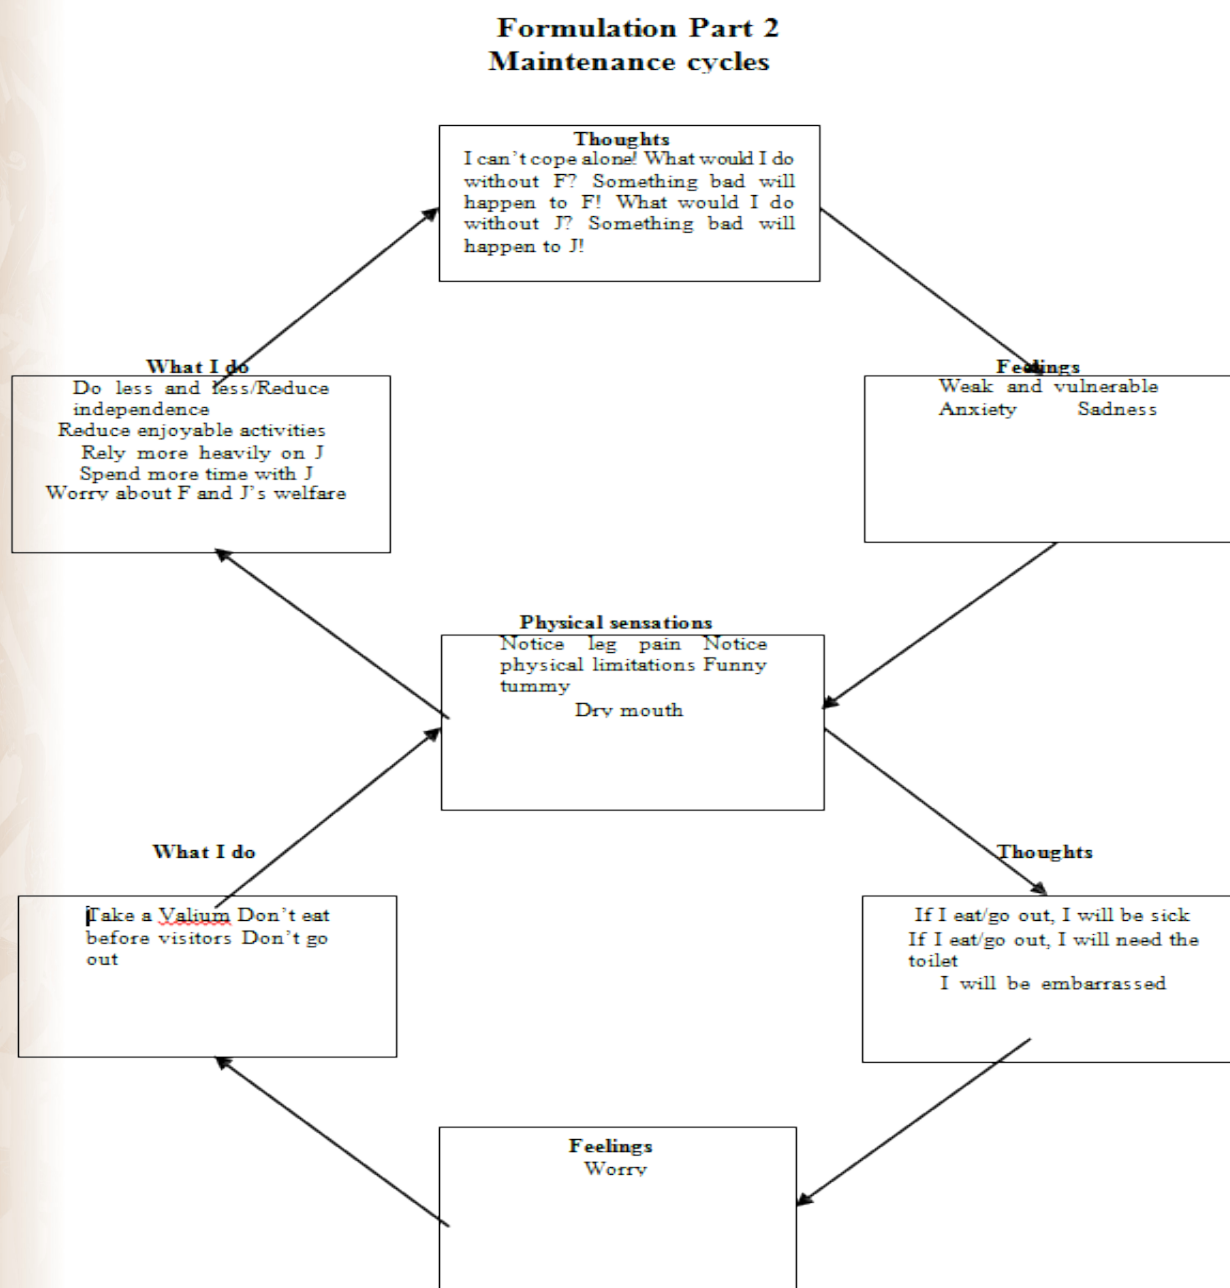 Formulation Part 2
Maintenance cycles
Thoughts
I can't cope alone! What would I do
without F? Something bad will
happen to F! What would I do
without J? Something bad will
happen to J!
What I do
Do less and less/Reduce
independence
Reduce enjoyable activities
Rely more heavily on J
Spend more time with J
Worry about F and J's welfare
Feelings
Weak and vulnerable
Anxiety Sadness
Physical sensations
Notice leg pain Notice
physical limitations Funny
tummy
Dry mouth
What I do
Take a Valium Don't eat
before visitors Don't go
out
Thoughts
If I eat/go out, I will be sick
If I eat/go out, I will need the
toilet
I will be embarrassed
Feelings
Worry